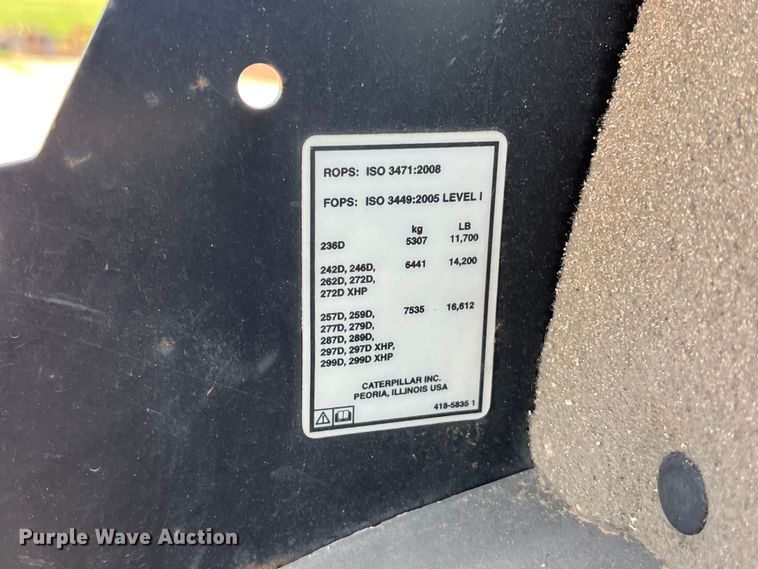 ROPS: ISO 3471:2008
FOPS: ISO 3449:2005 LEVEL I
kg LB
236D 5307 11,700
242D, 246D, 6441 14,200
262D, 272D,
272D XHP
257D, 259D, 7535 16,612
277D, 279D,
287D, 289D,
297D, 297D XHP,
299D, 299D XHP
CATERPILLAR INC.
PEORIA, ILLINOIS USA
418-5835 1
Purple Wave Auction